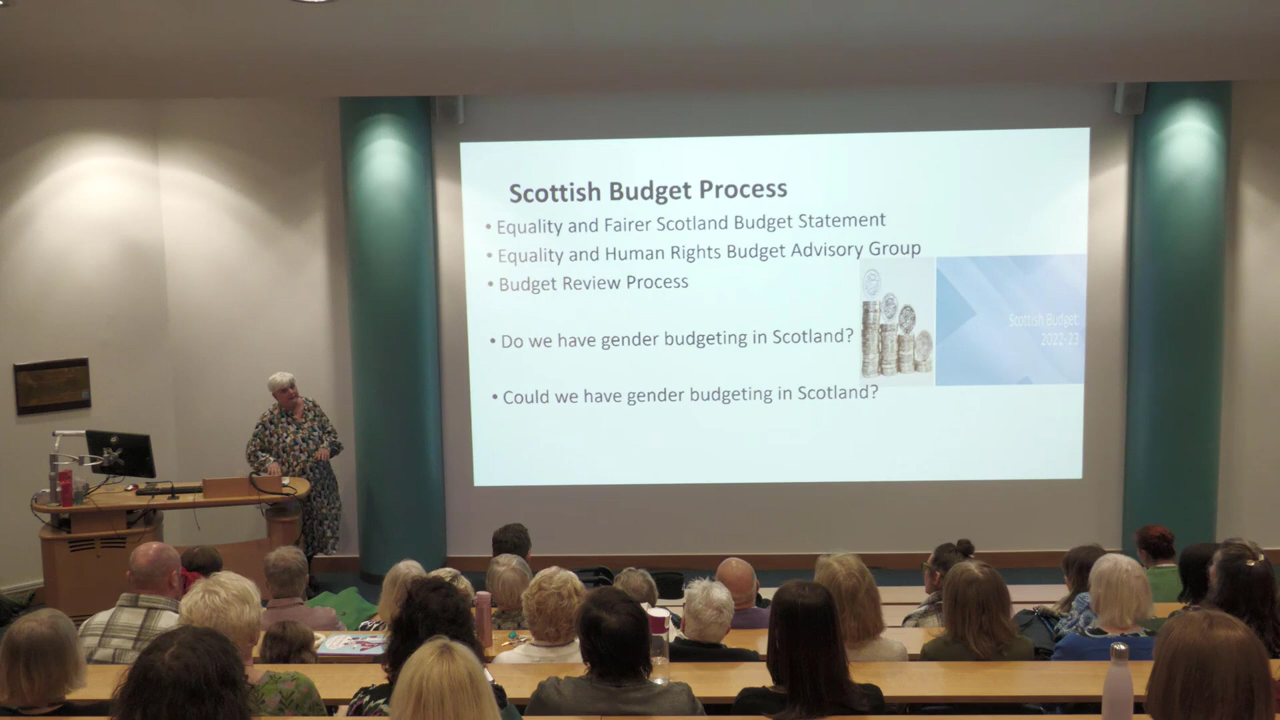 Scottish Budget Process
• Equality and Fairer Scotland Budget Statement
• Equality and Human Rights Budget Advisory Group
• Budget Review Process
• Do we have gender budgeting in Scotland?
Scottish Budget
2022-23
• Could we have gender budgeting in Scotland?